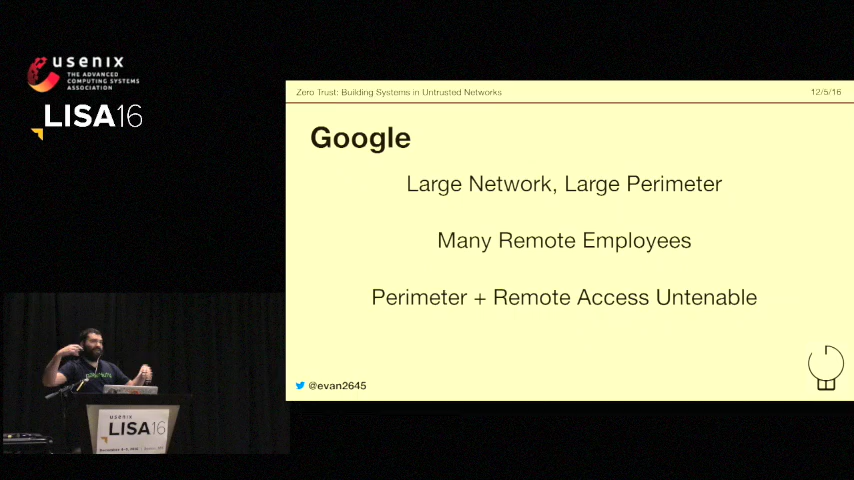 usenix
THE ADVANCED
COMPUTING SYSTEMS
ASSOCIATION
LISA16
Zero Trust: Building Systems in Untrusted Networks
12/5/16
Google
Large Network, Large Perimeter
Many Remote Employees
Perimeter + Remote Access Untenable
@evan2645
usenix
LISA16